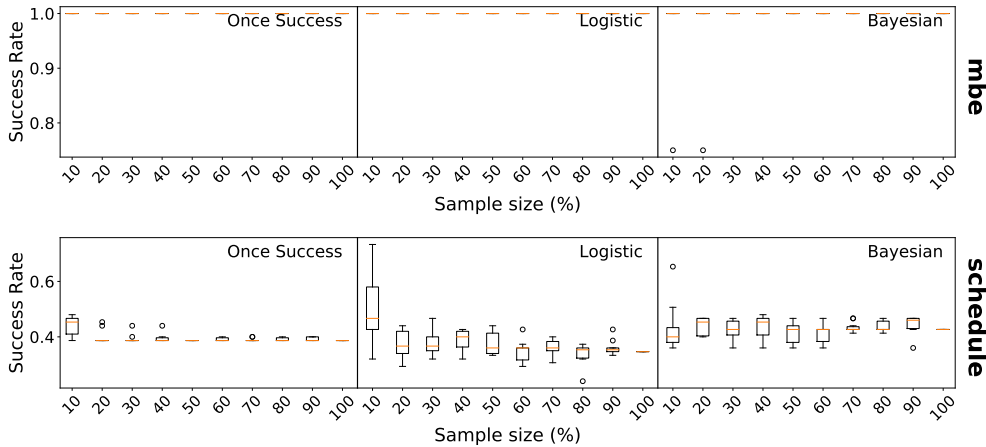 Once Success Logistic Bayesian
1.0
0.9
0.8
Success Rate
mbe
10 20 30 40 50 60 70 80 90 100 10 20 30 40 50 60 70 80 90 100 10 20 30 40 50 60 70 80 90 100
Sample size (%)
Once Success Logistic Bayesian
0.6
0.4
Success Rate
schedule
10 20 30 40 50 60 70 80 90 100 10 20 30 40 50 60 70 80 90 100 10 20 30 40 50 60 70 80 90 100
Sample size (%)